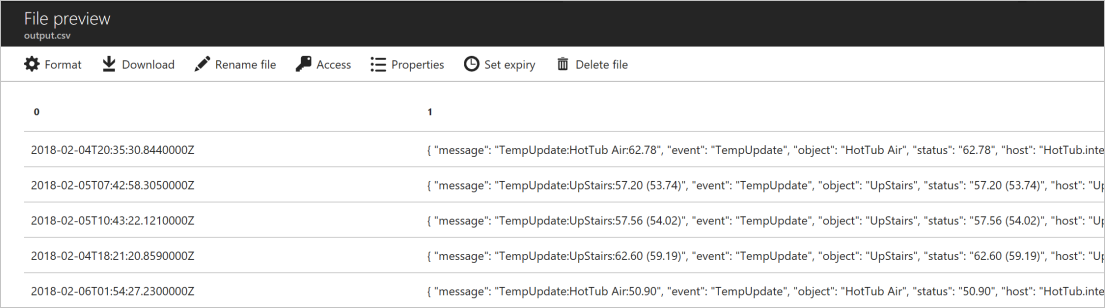 File preview
output.csv
Format Download Rename file Access Properties Set expiry Delete file
0 1
2018-02-04T20:35:30.8440000Z { "message": "TempUpdate:HotTub Air:62.78", "event": "TempUpdate", "object": "HotTub Air", "status": "62.78", "host": "HotTub.inte
2018-02-05T07:42:58.3050000Z { "message": "TempUpdate:UpStairs:57.20 (53.74)", "event": "TempUpdate", "object": "UpStairs", "status": "57.20 (53.74)", "host": "Up
2018-02-05T10:43:22.1210000Z { "message": "TempUpdate:UpStairs:57.56 (54.02)", "event": "TempUpdate", "object": "UpStairs", "status": "57.56 (54.02)", "host": "Up
2018-02-04T18:21:20.8590000Z { "message": "TempUpdate:UpStairs:62.60 (59.19)", "event": "TempUpdate", "object": "UpStairs", "status": "62.60 (59.19)", "host": "Up
2018-02-06T01:54:27.2300000Z { "message": "TempUpdate:HotTub Air:50.90", "event": "TempUpdate", "object": "HotTub Air", "status": "50.90", "host": "HotTub.inte